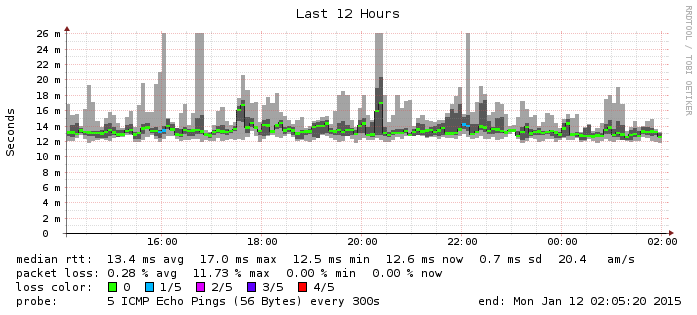 Last 12 Hours
RRDTOOL / TOBI OETIKER
Seconds
26 m
24 m
22 m
20 m
18 m
16 m
14 m
12 m
10 m
8 m
6 m
4 m
2 m
0
16:00 18:00 20:00 22:00 00:00 02:00
median rtt: 13.4 ms avg 17.0 ms max 12.5 ms min 12.6 ms now 0.7 ms sd 20.4 am/s
packet loss: 0.28 % avg 11.73 % max 0.00 % min 0.00 % now
loss color: 0 1/5 2/5 3/5 4/5
probe: 5 ICMP Echo Pings (56 Bytes) every 300s end: Mon Jan 12 02:05:20 2015